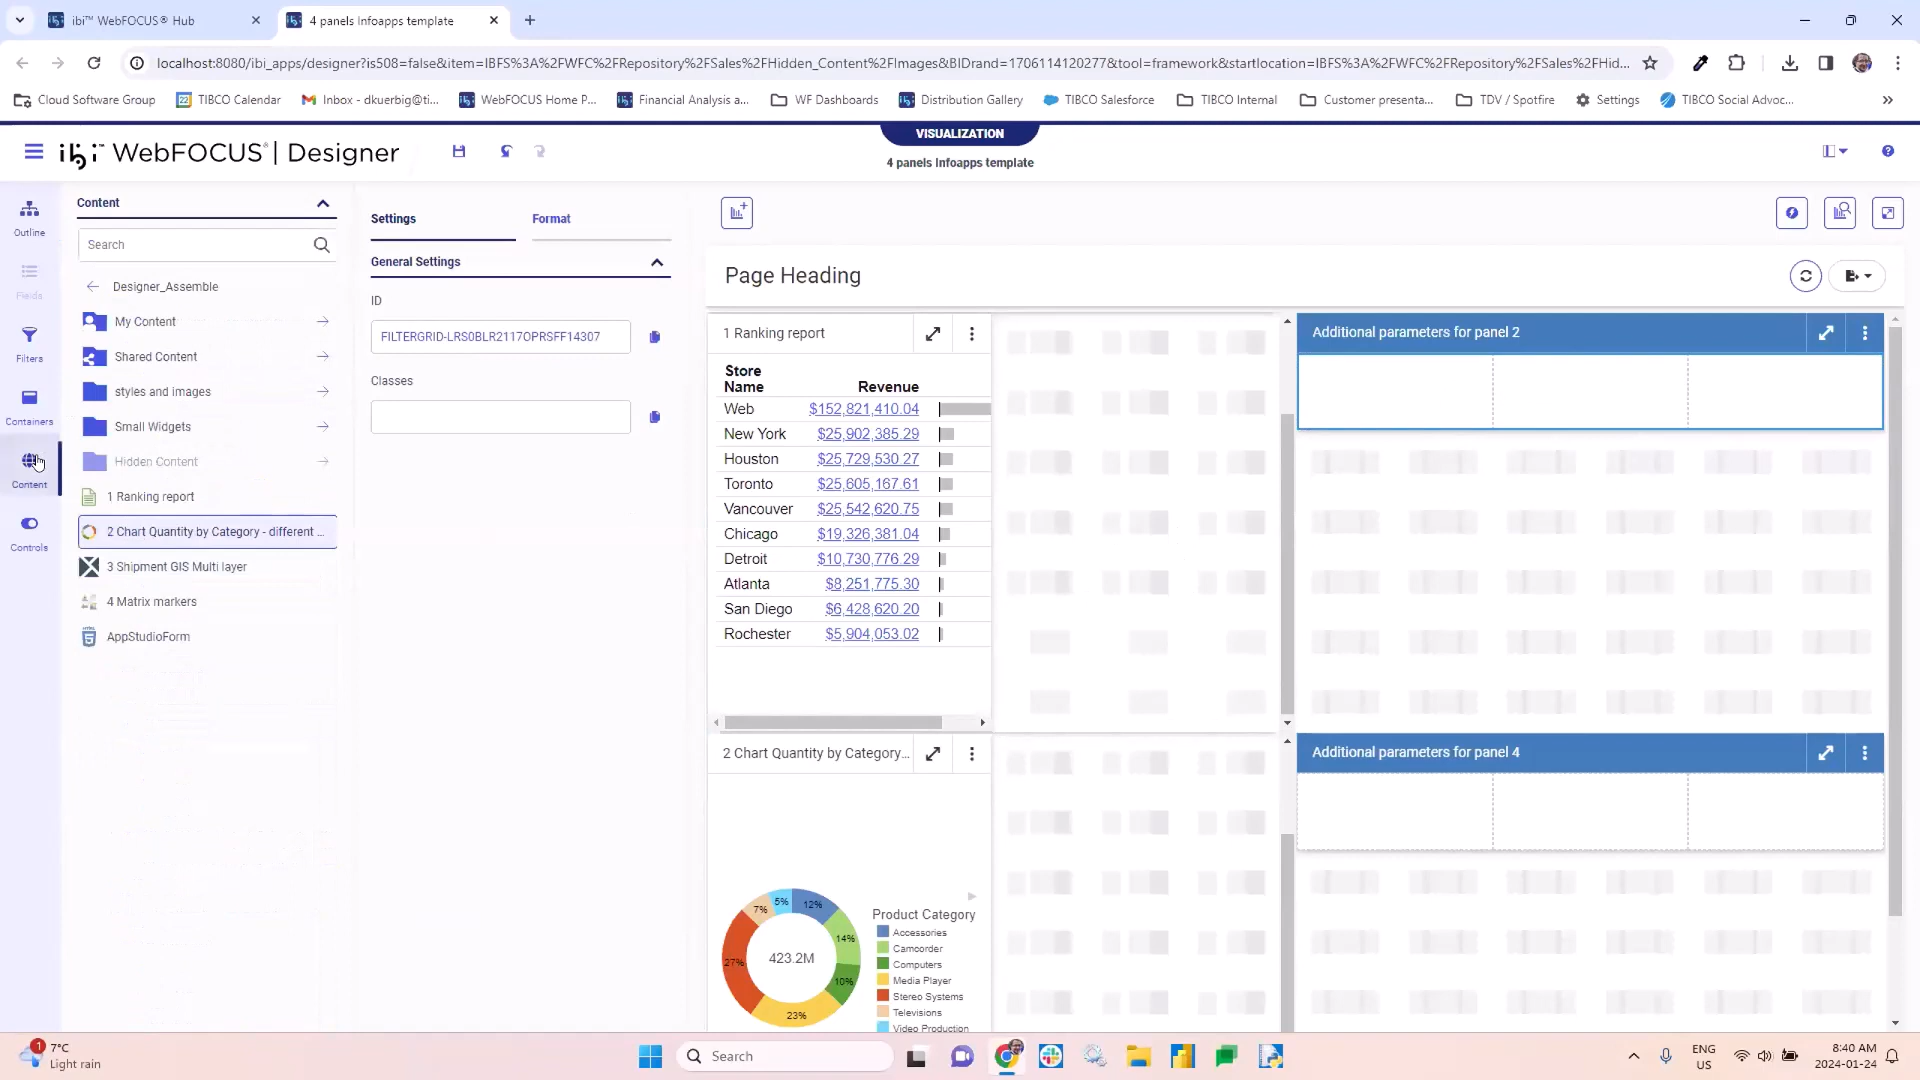 ibi™ WebFOCUS® Hub
4 panels Infoapps template
localhost:8080/ibi_apps/designer?is508=false&item=IBFS%3A%2FWFC%2FRepository%2FSales%2FHidden_Content%2FImages&BIDrand=1706114120277&tool=framework&startlocation=IBFS%3A%2FWFC%2FRepository%2FSales%2FHid...
Cloud Software Group
TIBCO Calendar
Inbox - dkuerbig@ti...
WebFOCUS Home P...
Financial Analysis a...
WF Dashboards
Distribution Gallery
TIBCO Salesforce
TIBCO Internal
Customer presenta...
TDV / Spotfire
Settings
TIBCO Social Advoc...
ibi™ WebFOCUS® | Designer
VISUALIZATION
4 panels Infoapps template
Outline
Fields
Filters
Containers
Content
Controls
Content
Search
Designer_Assemble
My Content
Shared Content
styles and images
Small Widgets
Hidden Content
1 Ranking report
2 Chart Quantity by Category - different ...
3 Shipment GIS Multi layer
4 Matrix markers
AppStudioForm
Settings
Format
General Settings
ID
FILTERGRID-LRS0BLR2117OPRSFF14307
Classes
Page Heading
1 Ranking report
Store
Name Revenue
Web $152,821,410.04
New York $25,902,385.29
Houston $25,729,530.27
Toronto $25,605,167.61
Vancouver $25,542,620.75
Chicago $19,326,381.04
Detroit $10,730,776.29
Atlanta $8,251,775.30
San Diego $6,428,620.20
Rochester $5,904,053.02
Additional parameters for panel 2
2 Chart Quantity by Category...
5%
12%
7%
14%
27%
423.2M
10%
23%
Product Category
Accessories
Camcorder
Computers
Media Player
Stereo Systems
Televisions
Video Production
Additional parameters for panel 4
1
7°C
Light rain
Search
ENG
US
8:40 AM
2024-01-24